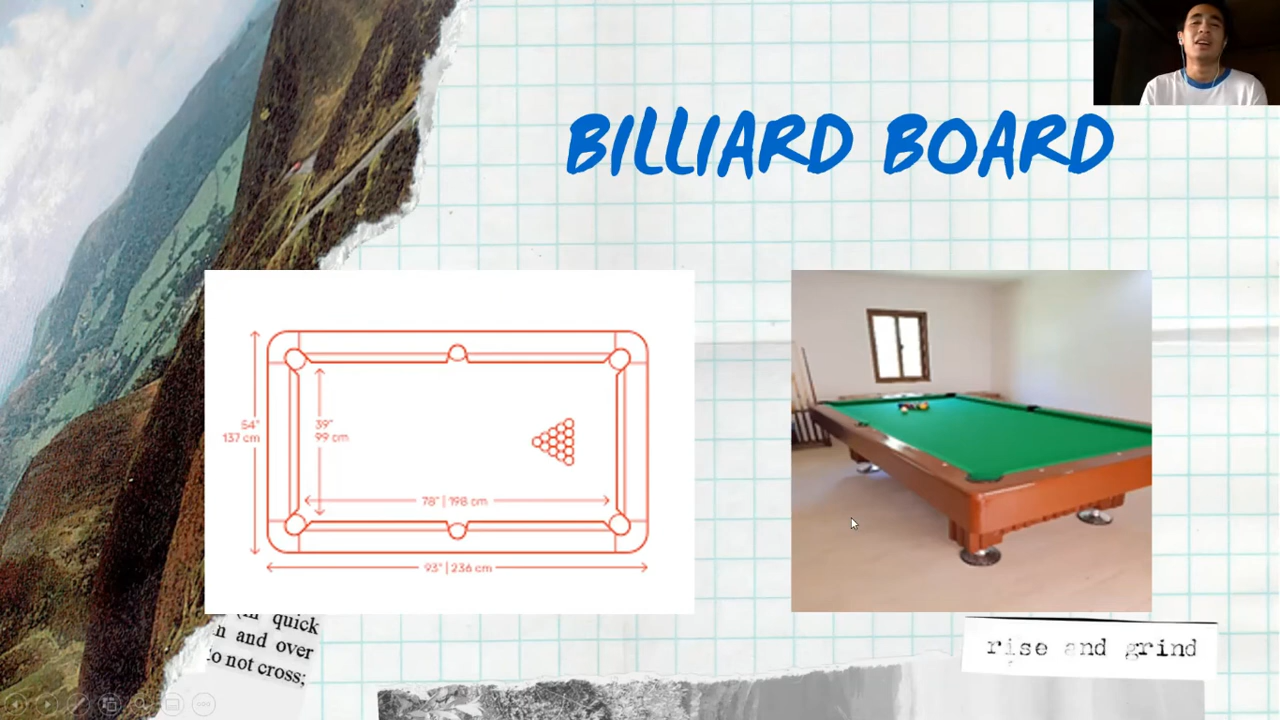 BILLIARD BOARD
54"
137 cm
39"
99 cm
78" | 198 cm
93" | 236 cm
(in quick
and over
not cross;
rise and grind